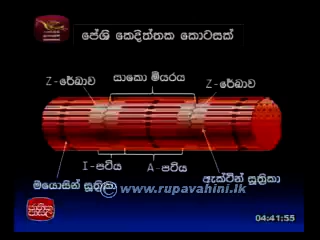 පේශි කෙඳිත්තක කොටසක්
Z-රේඛාව
සාකො මියරය
Z-රේඛාව
I-පටිය
A-පටිය
මයොසින් සූත්‍රිකා
ඇක්ටින් සූත්‍රිකා
© www.rupavahini.lk
04:41:55